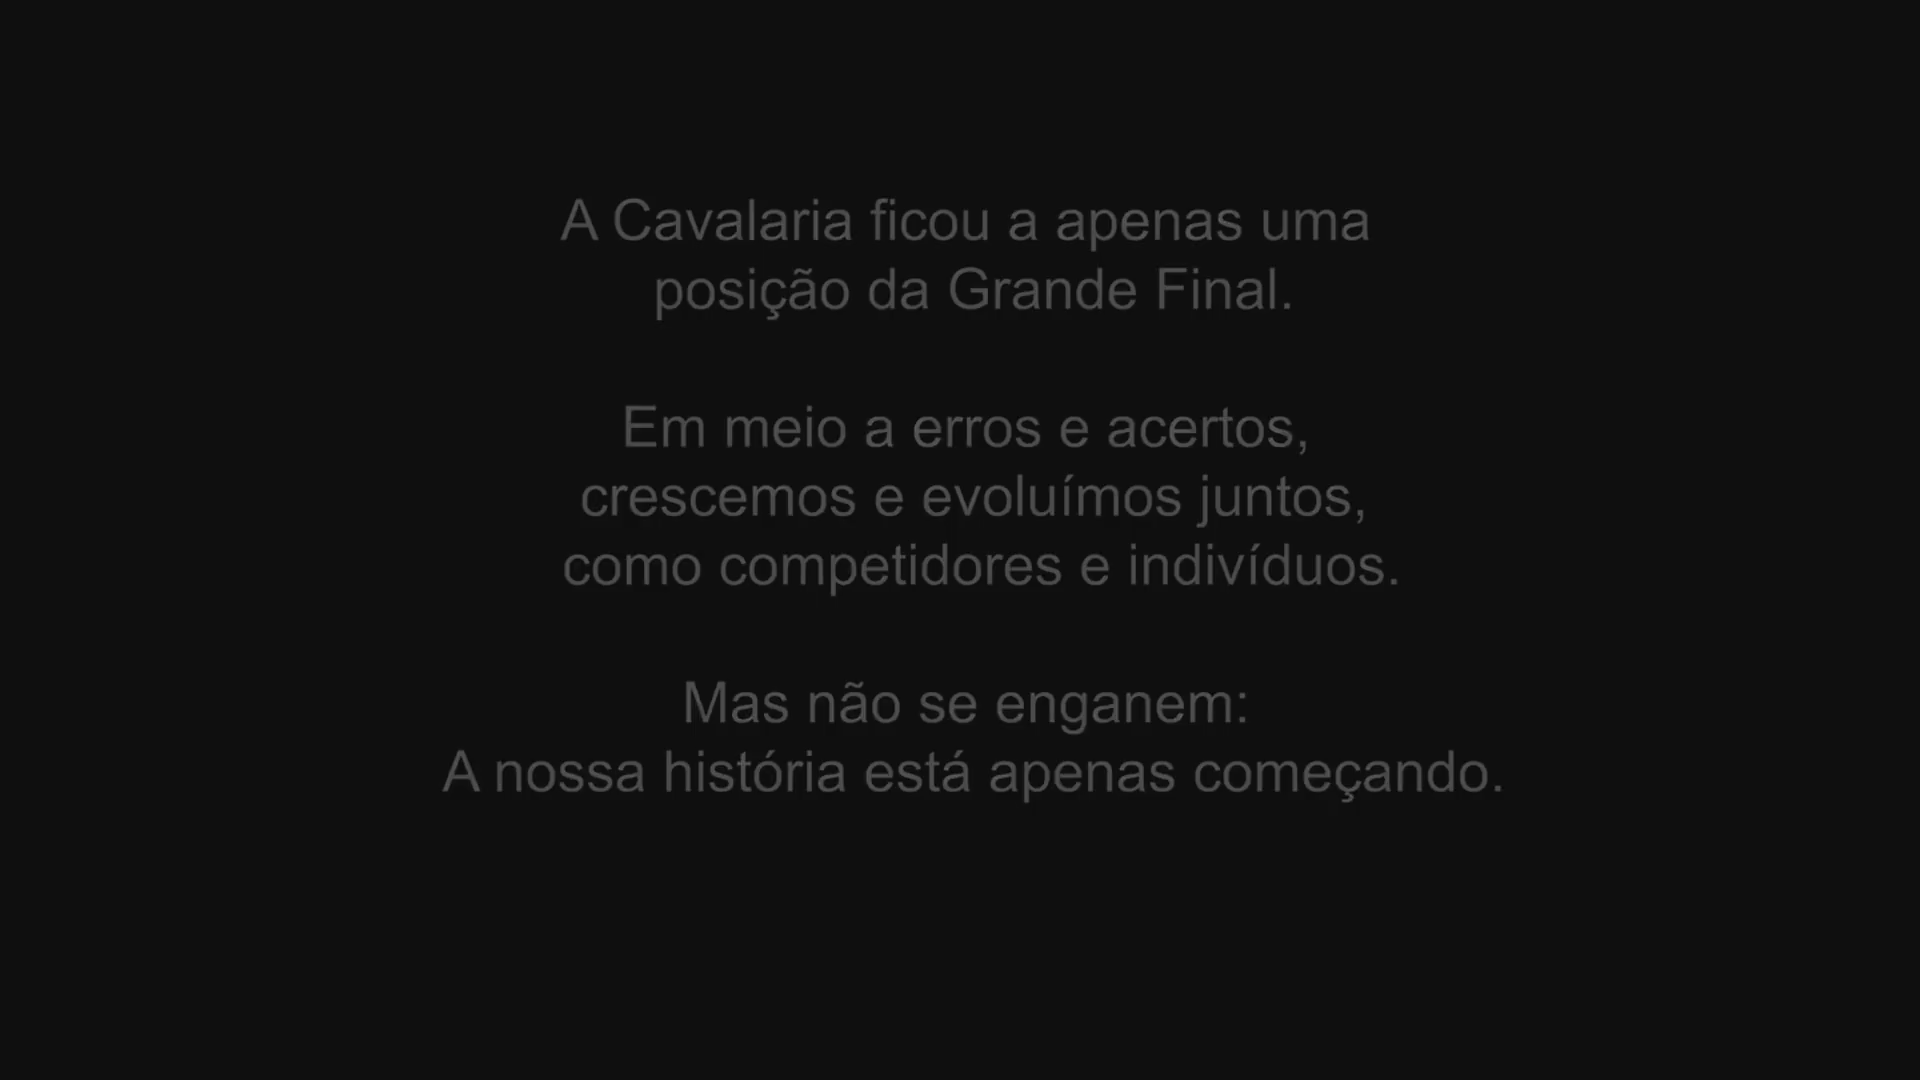 A Cavalaria ficou a apenas uma
posição da Grande Final.
Em meio a erros e acertos,
crescemos e evoluímos juntos,
como competidores e indivíduos.
Mas não se enganem:
A nossa história está apenas começando.